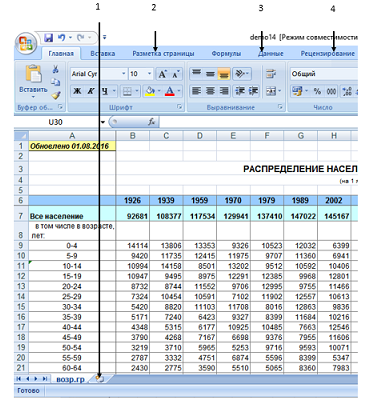 1 2 3 4
demo14 [Режим совместимости
Главная Вставка Разметка страницы Формулы Данные Рецензирование
Arial Cyr 10 A A Общий
Вставить Ж К Ч % 000
Буфер об... Шрифт Выравнивание Число
U30 fx
A B C D E F G H
1 Обновлено 01.08.2016
2
3 РАСПРЕДЕЛЕНИЕ НАСЕЛ
4 (на 1
5
6 1926 1939 1959 1970 1979 1989 2002
7 Все население 92681 108377 117534 129941 137410 147022 145167
8 в том числе в возрасте, лет:
9 0-4 14114 13806 13353 9326 10523 12032 6399
10 5-9 9420 11735 12415 11975 9707 11360 6941
11 10-14 10994 14158 8501 13202 9512 10592 10406
12 15-19 10947 9495 8975 12291 12385 9968 12801
13 20-24 8732 8744 11552 9706 12995 9755 11466
14 25-29 7332 10454 10591 7102 11902 12557 10613
15 30-34 5420 8820 11103 11708 8016 12863 9836
16 35-39 5171 7240 6423 9327 8399 11684 10216
17 40-44 4348 5315 6177 10925 10485 7663 12546
18 45-49 3790 4268 7167 6698 9376 7955 11606
19 50-54 3219 3710 5965 5253 9716 9593 10071
20 55-59 2787 3332 4751 6874 5596 8399 5347
21 60-64 2430 2775 3590 5510 5065 8360 7983
возр.гр
Готово